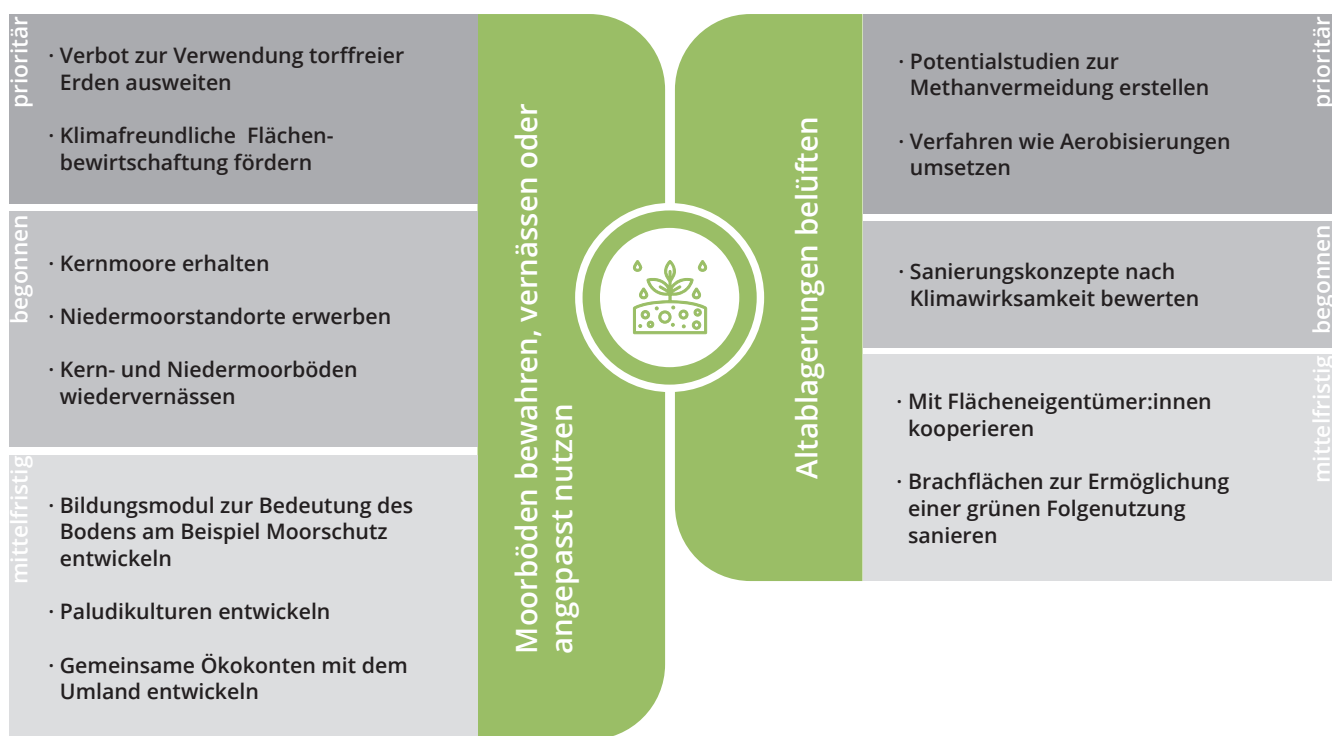 prioritär
· Verbot zur Verwendung torffreier
Erden ausweiten
· Klimafreundliche Flächen-
bewirtschaftung fördern
begonnen
· Kernmoore erhalten
· Niedermoorstandorte erwerben
· Kern- und Niedermoorböden
wiedervernässen
mittelfristig
· Bildungsmodul zur Bedeutung des
Bodens am Beispiel Moorschutz
entwickeln
· Paludikulturen entwickeln
· Gemeinsame Ökokonten mit dem
Umland entwickeln
Moorböden bewahren, vernässen oder
angepasst nutzen
Altablagerungen belüften
prioritär
· Potentialstudien zur
Methanvermeidung erstellen
· Verfahren wie Aerobisierungen
umsetzen
begonnen
· Sanierungskonzepte nach
Klimawirksamkeit bewerten
mittelfristig
· Mit Flächeneigentümer:innen
kooperieren
· Brachflächen zur Ermöglichung
einer grünen Folgenutzung
sanieren